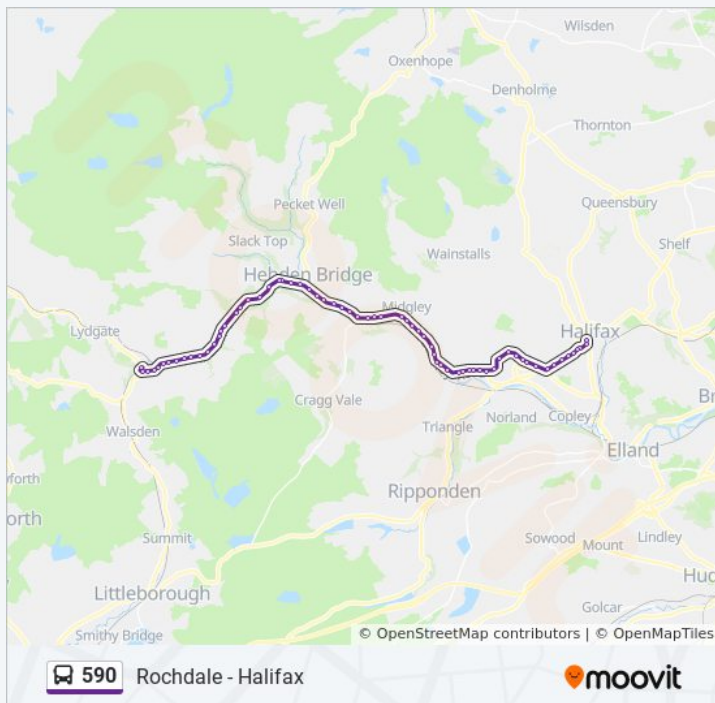 Wilsden
Oxenhope
Denholme
Thornton
Pecket Well
Queensbury
Slack Top
Shelf
Wainstalls
Hebden Bridge
Midgley
Lydgate
Halifax
Cragg Vale
Norland
Copley
Br
Walsden
Triangle
Elland
yforth
Ripponden
orth
Summit
Sowood
Mount
Lindley
Hud
Littleborough
Golcar
Smithy Bridge
© OpenStreetMap contributors | © OpenMapTiles
590 Rochdale - Halifax
moovit